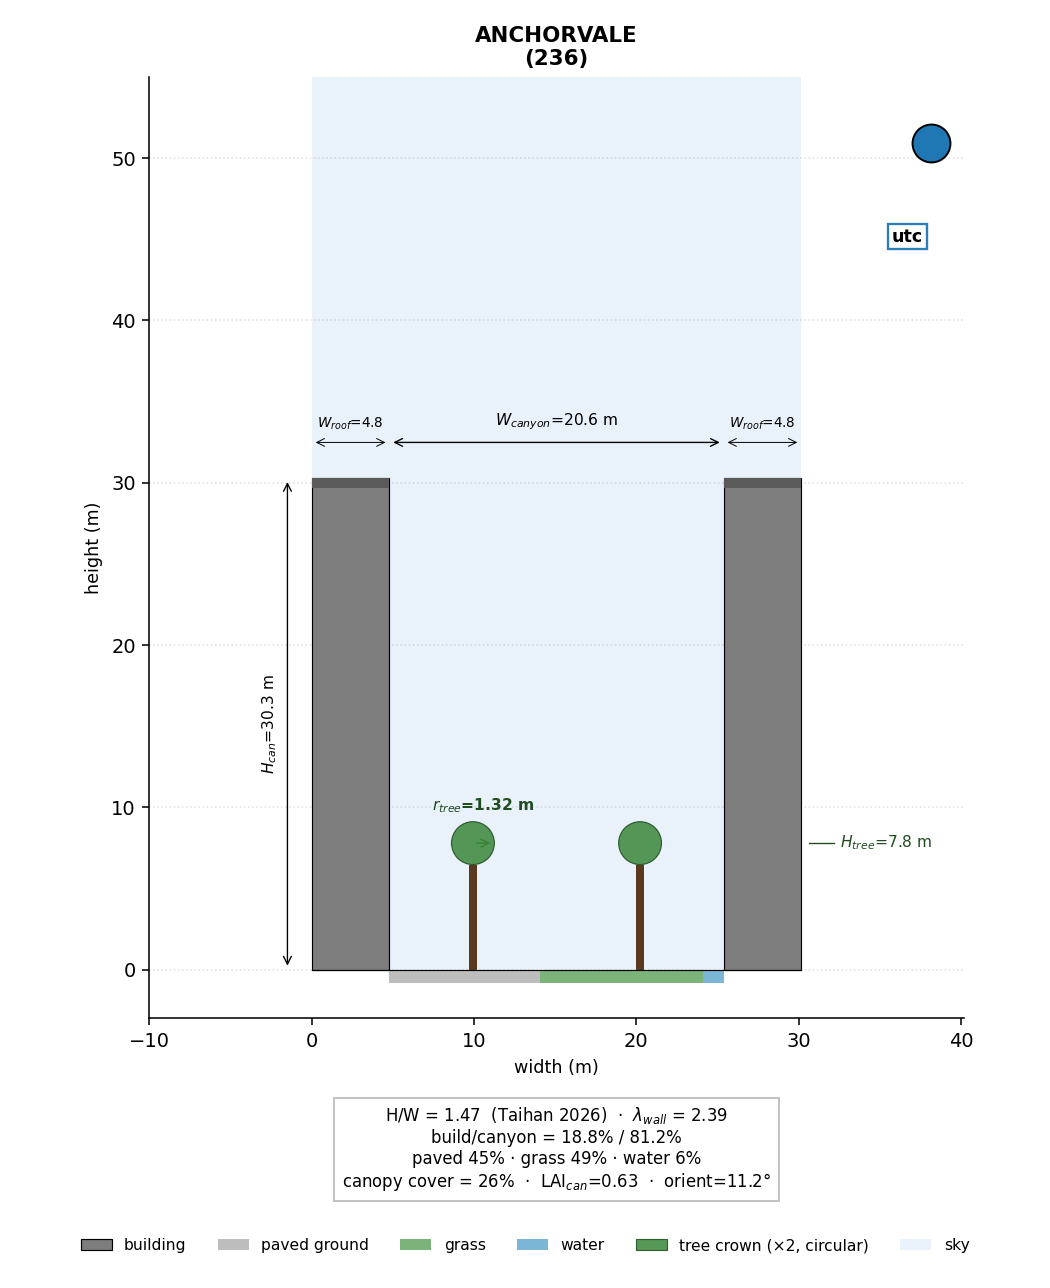 ANCHORVALE
(236)
50
40
30
20
10
0
height (m)
utc
W_roof=4.8
W_canyon=20.6 m
W_roof=4.8
H_can=30.3 m
r_tree=1.32 m
H_tree=7.8 m
−10
0
10
20
30
40
width (m)
H/W = 1.47 (Taihan 2026) · λ_wall = 2.39
build/canyon = 18.8% / 81.2%
paved 45% · grass 49% · water 6%
canopy cover = 26% · LAI_can=0.63 · orient=11.2°
building
paved ground
grass
water
tree crown (×2, circular)
sky